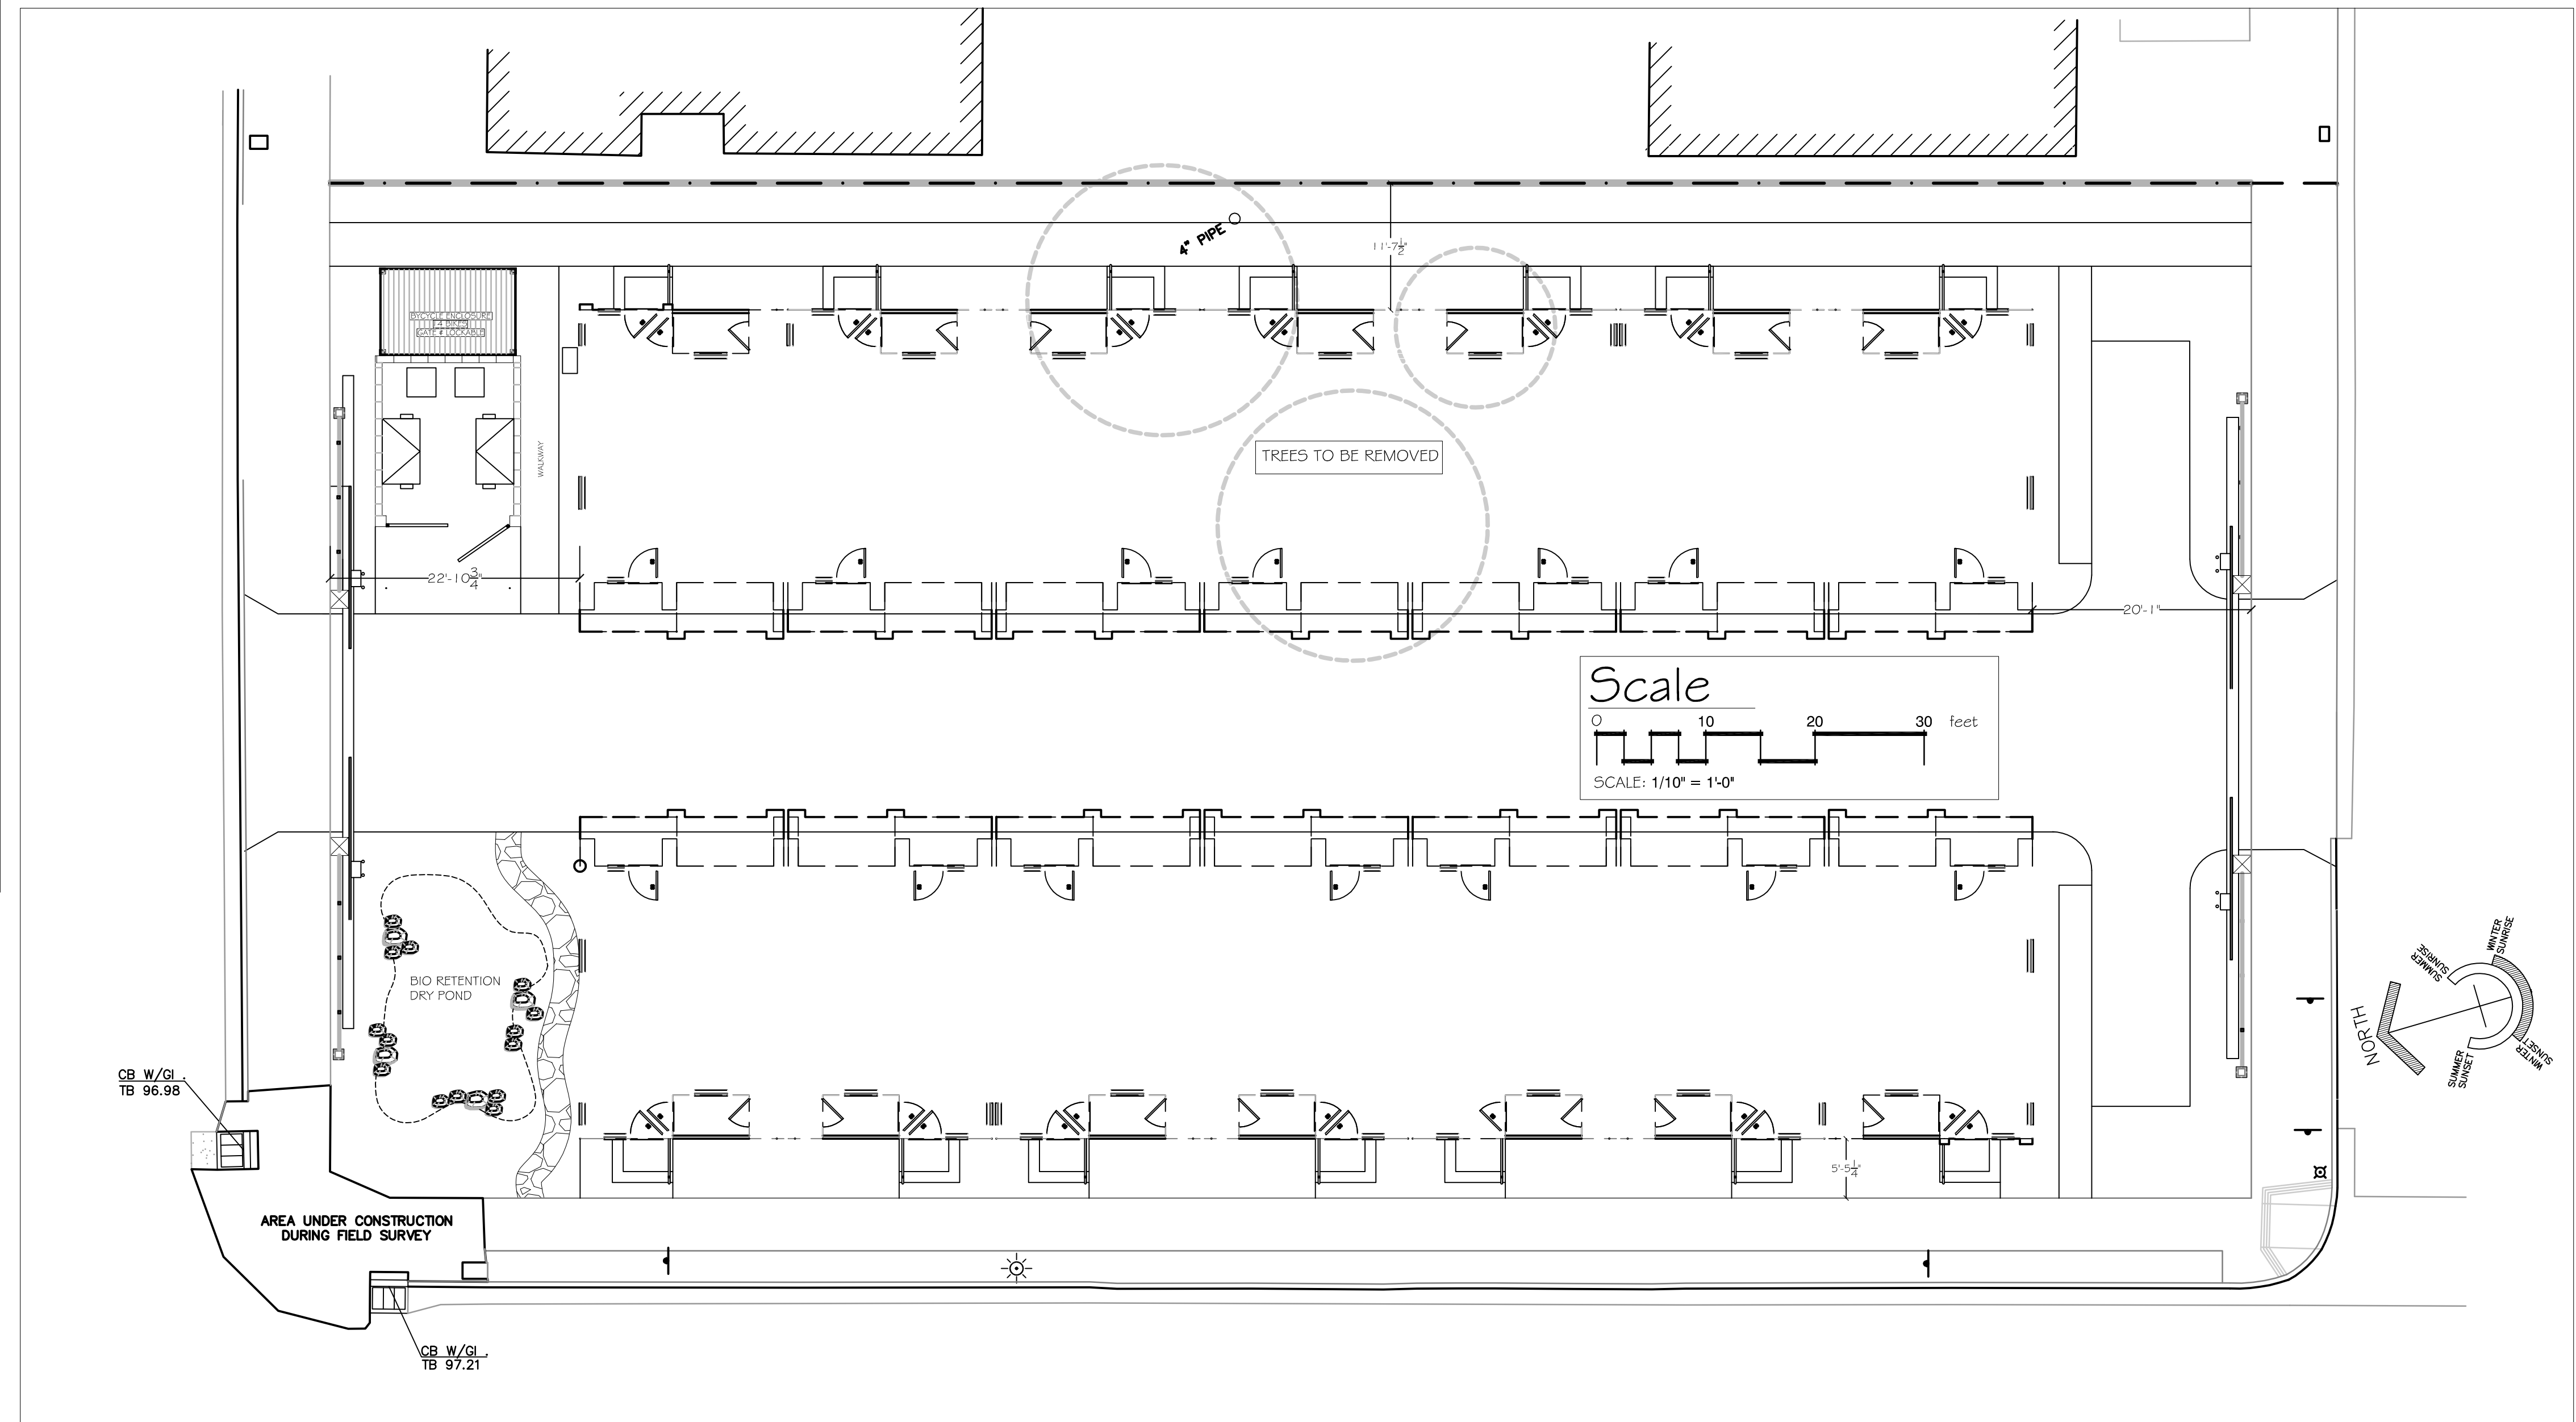 4" PIPE
11'-7 1/2"
BYCYCLE ENCLOSURE
14 BIKES
GATE & LOCKABLE
WALKWAY
TREES TO BE REMOVED
22'-10 3/4"
20'-1"
Scale
0 10 20 30 feet
SCALE: 1/10" = 1'-0"
BIO RETENTION
DRY POND
WINTER
SUNRISE
SUMMER
SUNRISE
NORTH
SUMMER
SUNSET
WINTER
SUNSET
CB W/GI .
TB 96.98
5'-5 1/4"
AREA UNDER CONSTRUCTION
DURING FIELD SURVEY
CB W/GI .
TB 97.21